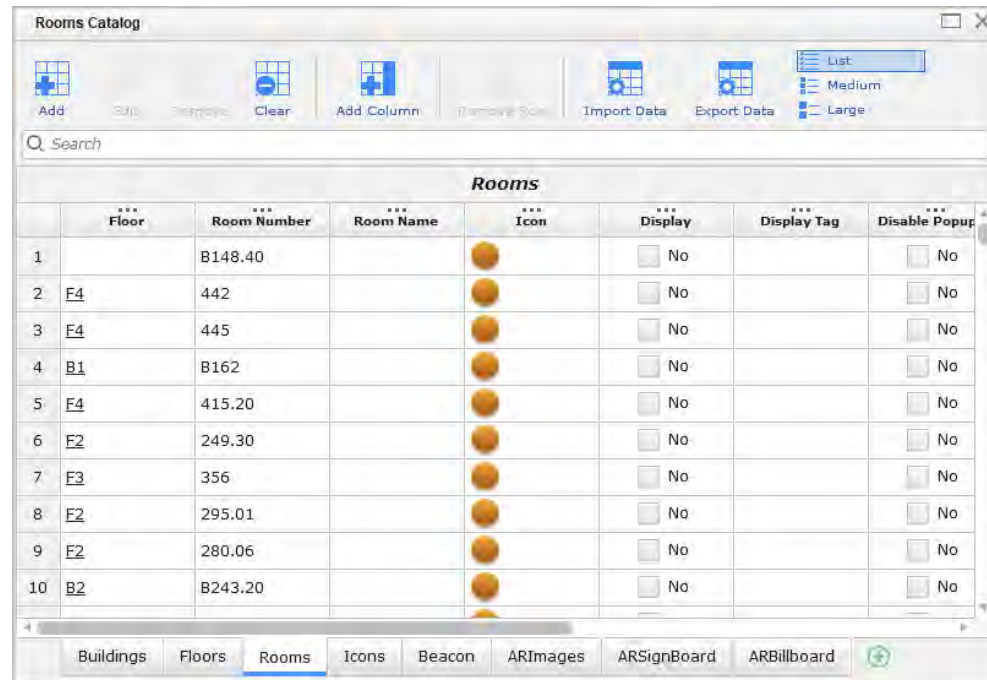 Rooms Catalog
List
Medium
Large
Add Edit Remove Clear Add Column Remove Row Import Data Export Data
Search
Rooms
Floor Room Number Room Name Icon Display Display Tag Disable Popup
1 B148.40 No No
2 F4 442 No No
3 F4 445 No No
4 B1 B162 No No
5 F4 415.20 No No
6 F2 249.30 No No
7 F3 356 No No
8 F2 295.01 No No
9 F2 280.06 No No
10 B2 B243.20 No No
Buildings Floors Rooms Icons Beacon ARImages ARSignBoard ARBillboard